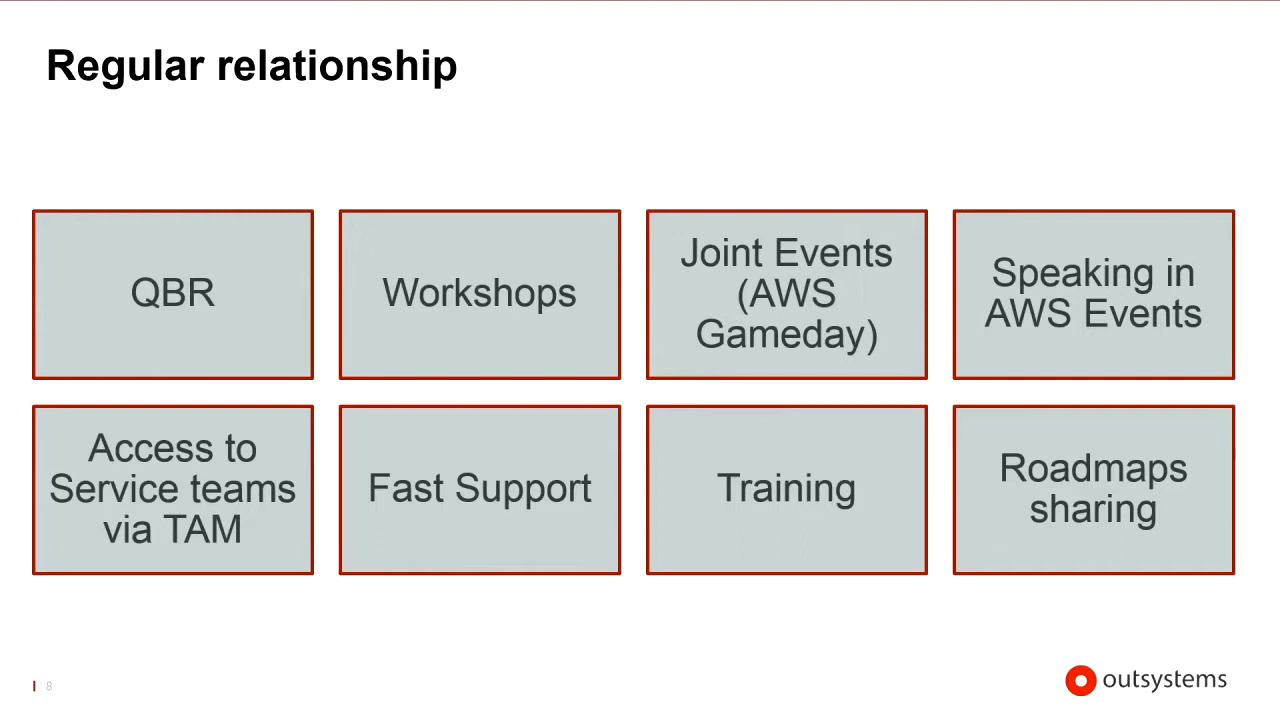 Regular relationship
QBR
Workshops
Joint Events
(AWS
Gameday)
Speaking in
AWS Events
Access to
Service teams
via TAM
Fast Support
Training
Roadmaps
sharing
8
outsystems